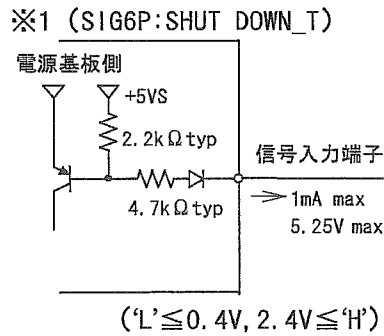 ※1 (SIG6P:SHUT DOWN_T)
電源基板側
+5VS
2.2kΩtyp
信号入力端子
4.7kΩtyp
1mA max
5.25V max
('L'≦0.4V, 2.4V≦'H')